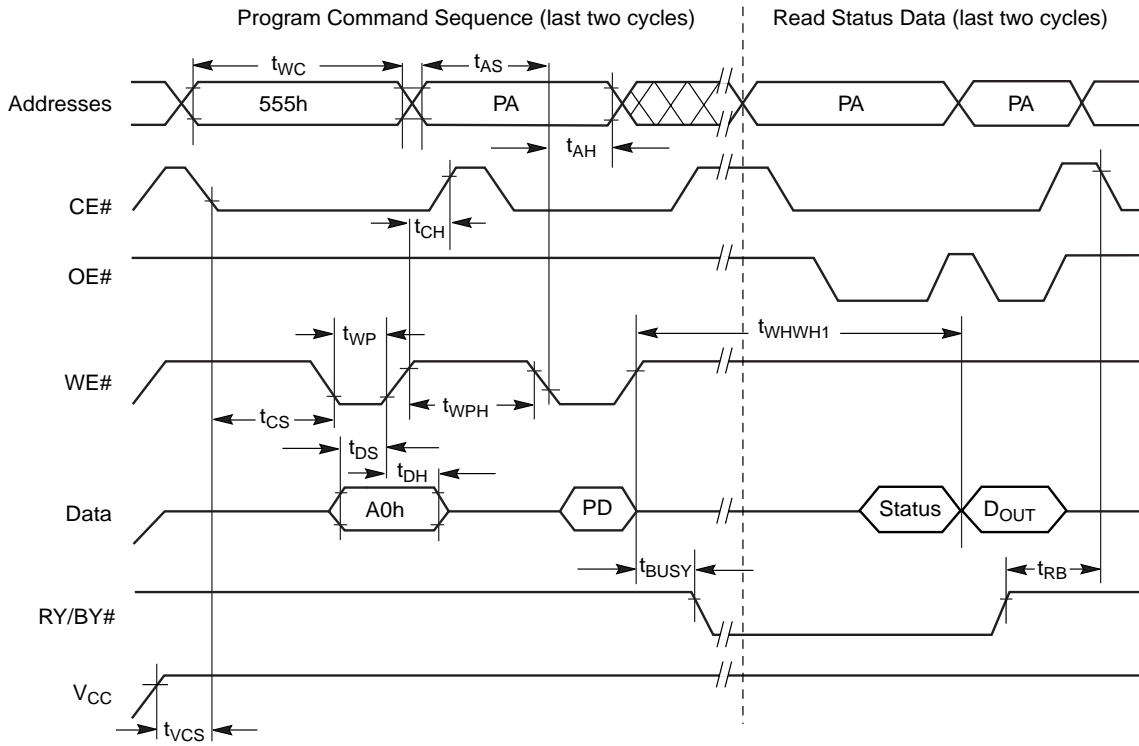 Program Command Sequence (last two cycles)
Read Status Data (last two cycles)
tWC
tAS
Addresses
555h
PA
PA
PA
tAH
CE#
tCH
OE#
tWP
tWHWH1
WE#
tCS
tWPH
tDS
tDH
Data
A0h
PD
Status
DOUT
tBUSY
tRB
RY/BY#
VCC
tVCS